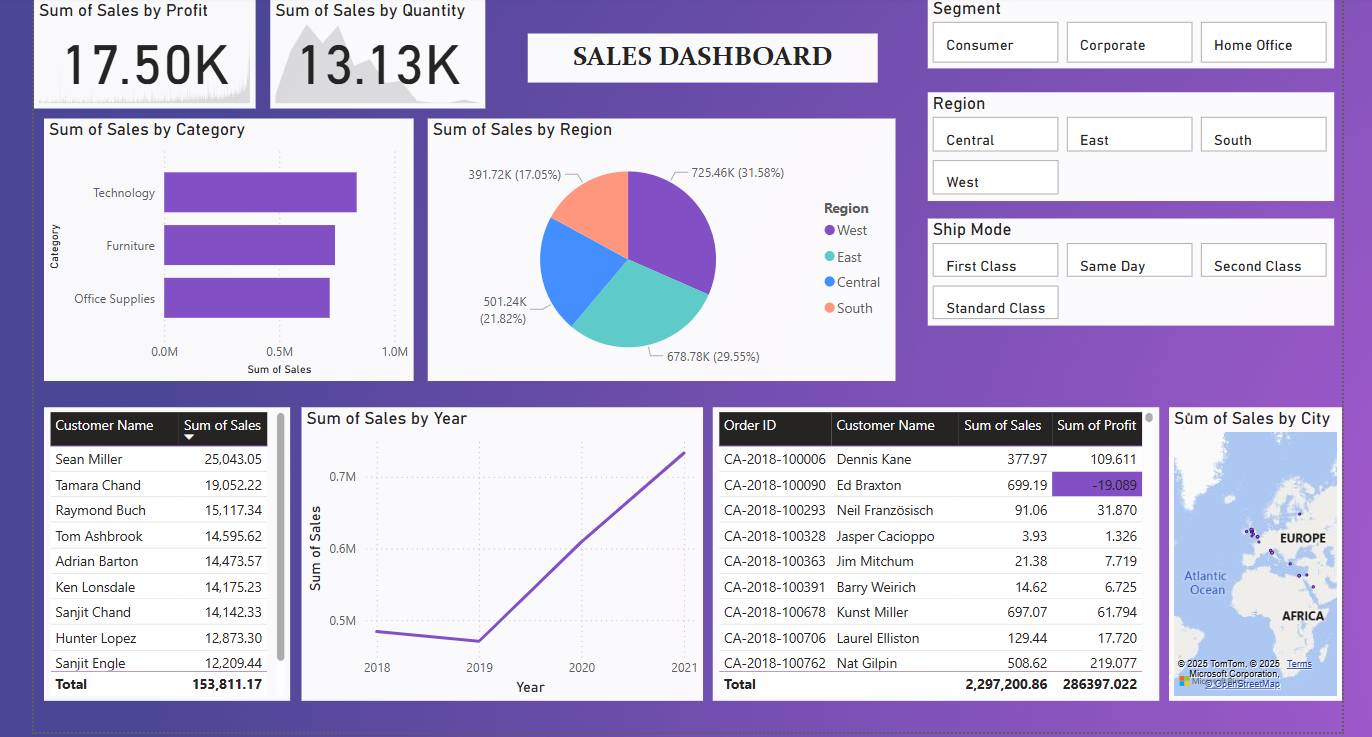 Sum of Sales by Profit
17.50K
Sum of Sales by Quantity
13.13K
SALES DASHBOARD
Segment
Consumer Corporate Home Office
Region
Central East South
West
Ship Mode
First Class Same Day Second Class
Standard Class
Sum of Sales by Category
Category
Technology
Furniture
Office Supplies
0.0M 0.5M 1.0M
Sum of Sales
Sum of Sales by Region
391.72K (17.05%)
725.46K (31.58%)
501.24K
(21.82%)
678.78K (29.55%)
Region
West
East
Central
South
Customer Name Sum of Sales
Sean Miller 25,043.05
Tamara Chand 19,052.22
Raymond Buch 15,117.34
Tom Ashbrook 14,595.62
Adrian Barton 14,473.57
Ken Lonsdale 14,175.23
Sanjit Chand 14,142.33
Hunter Lopez 12,873.30
Sanjit Engle 12,209.44
Total 153,811.17
Sum of Sales by Year
Sum of Sales
0.7M
0.6M
0.5M
2018 2019 2020 2021
Year
Order ID Customer Name Sum of Sales Sum of Profit
CA-2018-100006 Dennis Kane 377.97 109.611
CA-2018-100090 Ed Braxton 699.19 -19.089
CA-2018-100293 Neil Französisch 91.06 31.870
CA-2018-100328 Jasper Cacioppo 3.93 1.326
CA-2018-100363 Jim Mitchum 21.38 7.719
CA-2018-100391 Barry Weirich 14.62 6.725
CA-2018-100678 Kunst Miller 697.07 61.794
CA-2018-100706 Laurel Elliston 129.44 17.720
CA-2018-100762 Nat Gilpin 508.62 219.077
Total 2,297,200.86 286397.022
Sum of Sales by City
EUROPE
Atlantic
Ocean
AFRICA
© 2025 TomTom, © 2025 Terms
Microsoft Corporation,
© OpenStreetMap